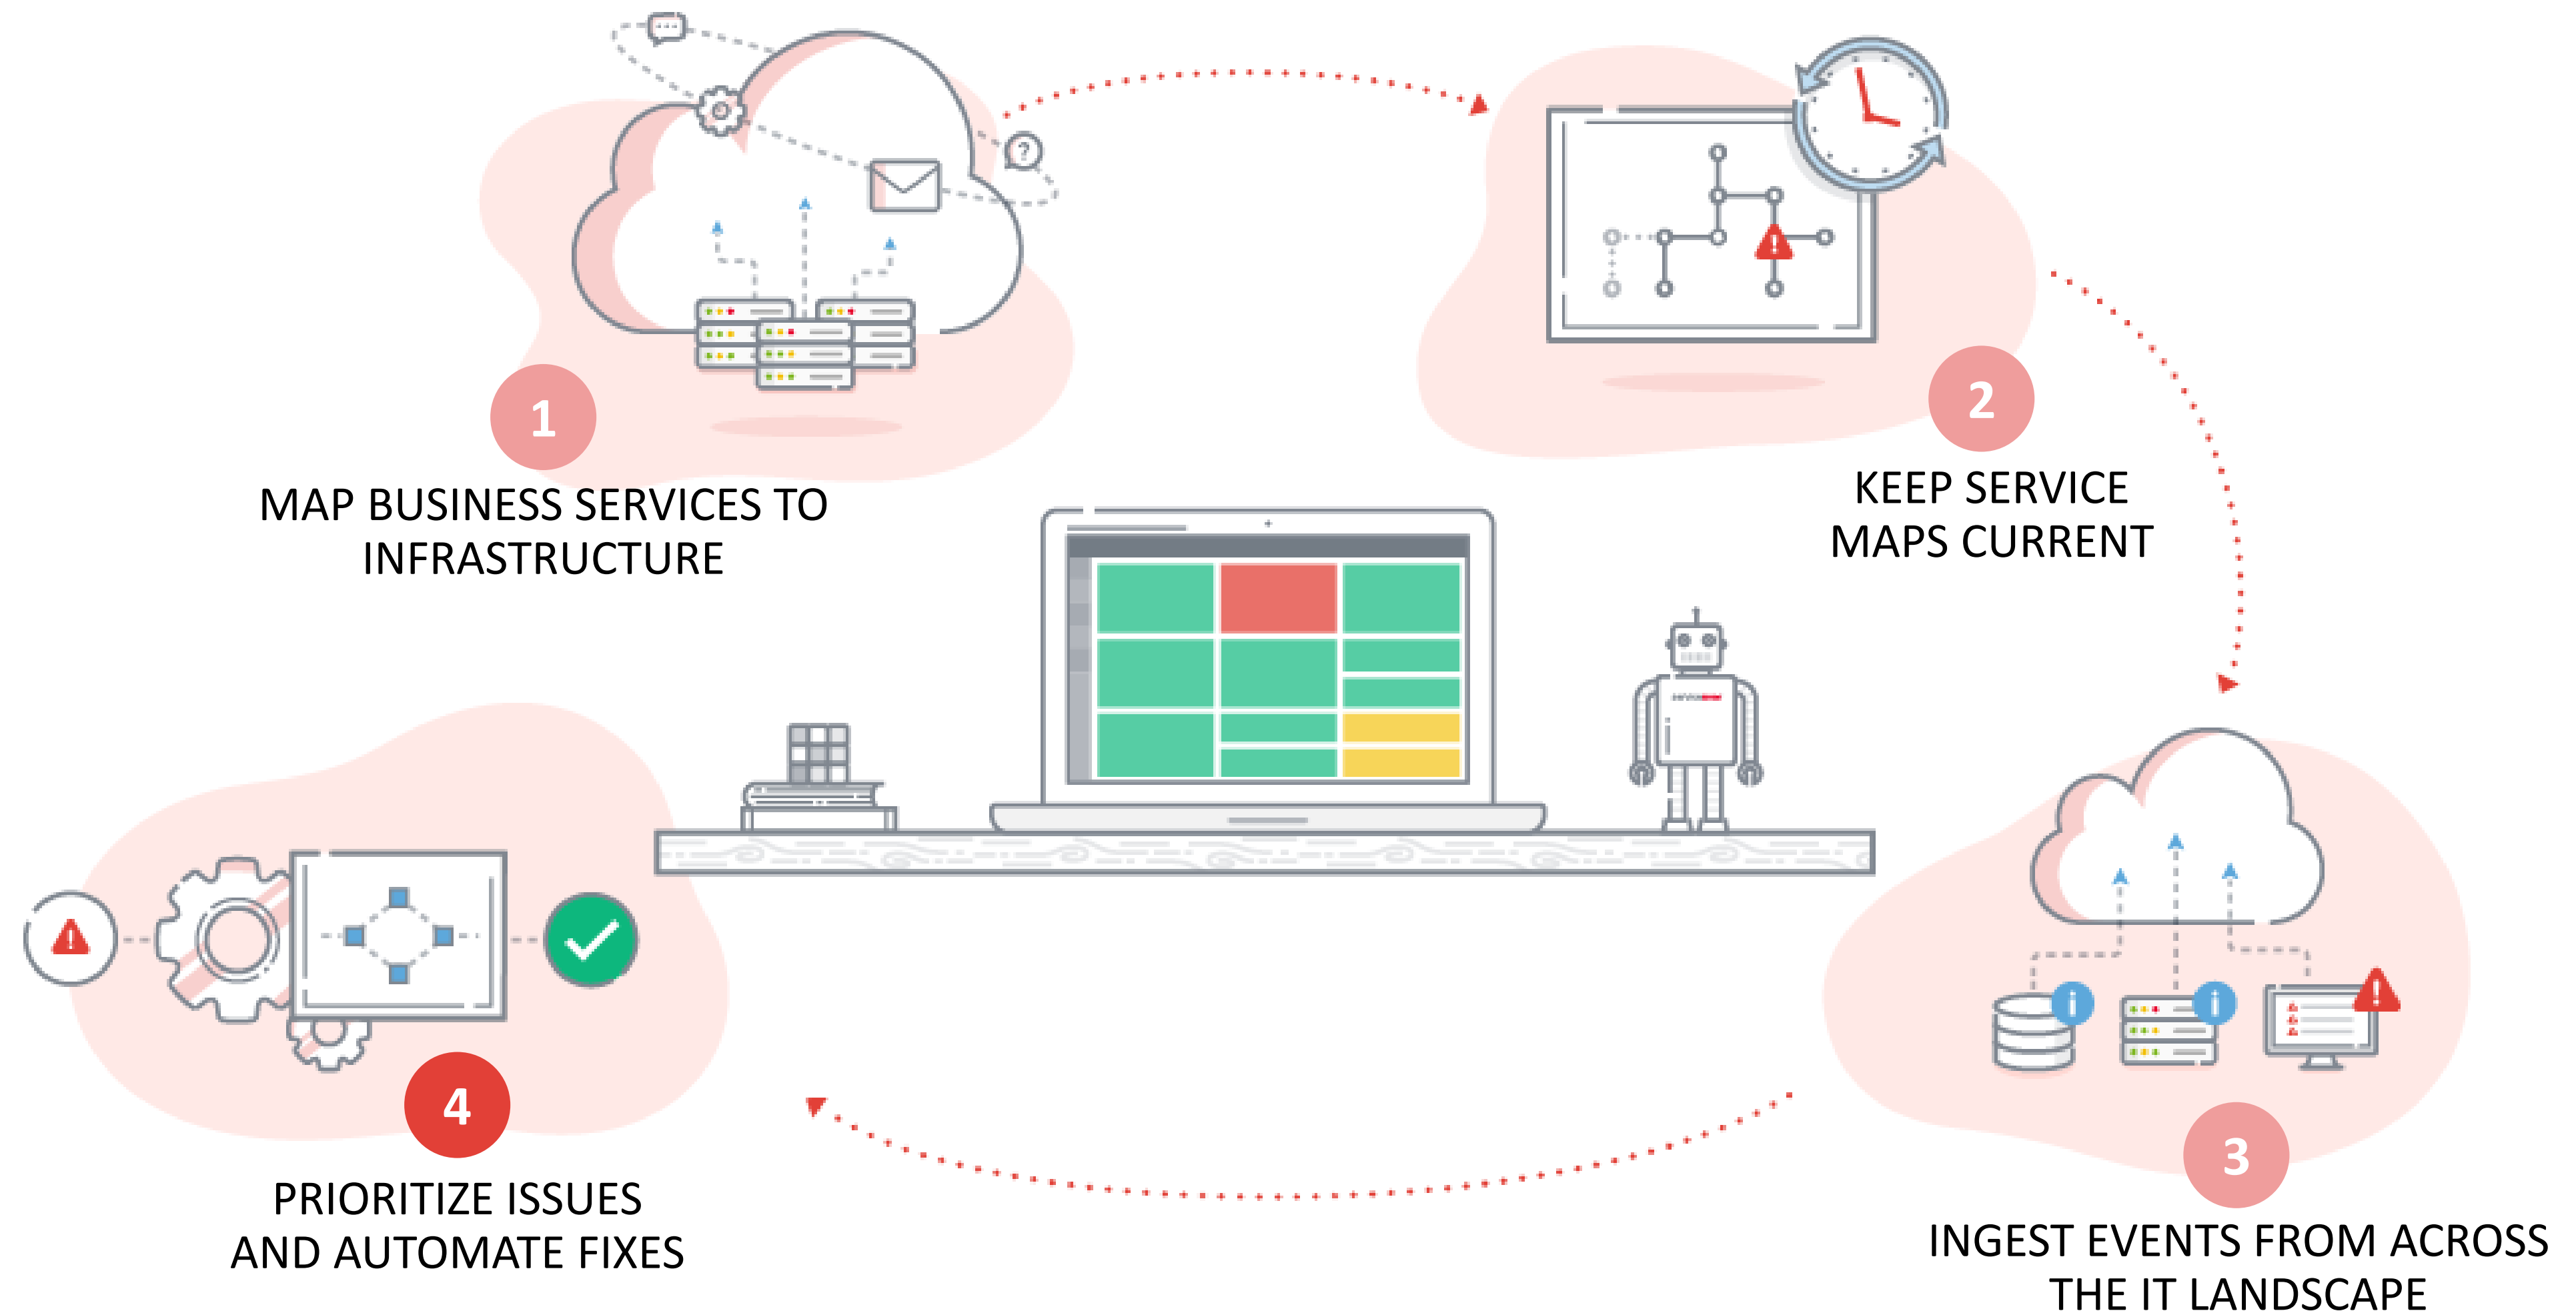 1
MAP BUSINESS SERVICES TO
INFRASTRUCTURE
2
KEEP SERVICE
MAPS CURRENT
3
INGEST EVENTS FROM ACROSS
THE IT LANDSCAPE
4
PRIORITIZE ISSUES
AND AUTOMATE FIXES